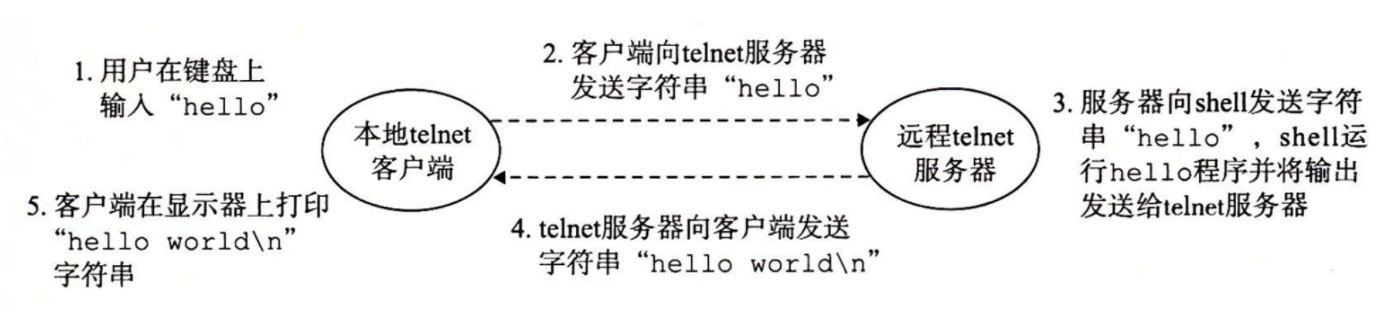 1. 用户在键盘上
输入“hello”
2. 客户端向telnet服务器
发送字符串“hello”
本地telnet
客户端
远程telnet
服务器
3. 服务器向shell发送字符
串“hello”，shell运
行hello程序并将输出
发送给telnet服务器
4. telnet服务器向客户端发送
字符串“hello world\n”
5. 客户端在显示器上打印
“hello world\n”
字符串